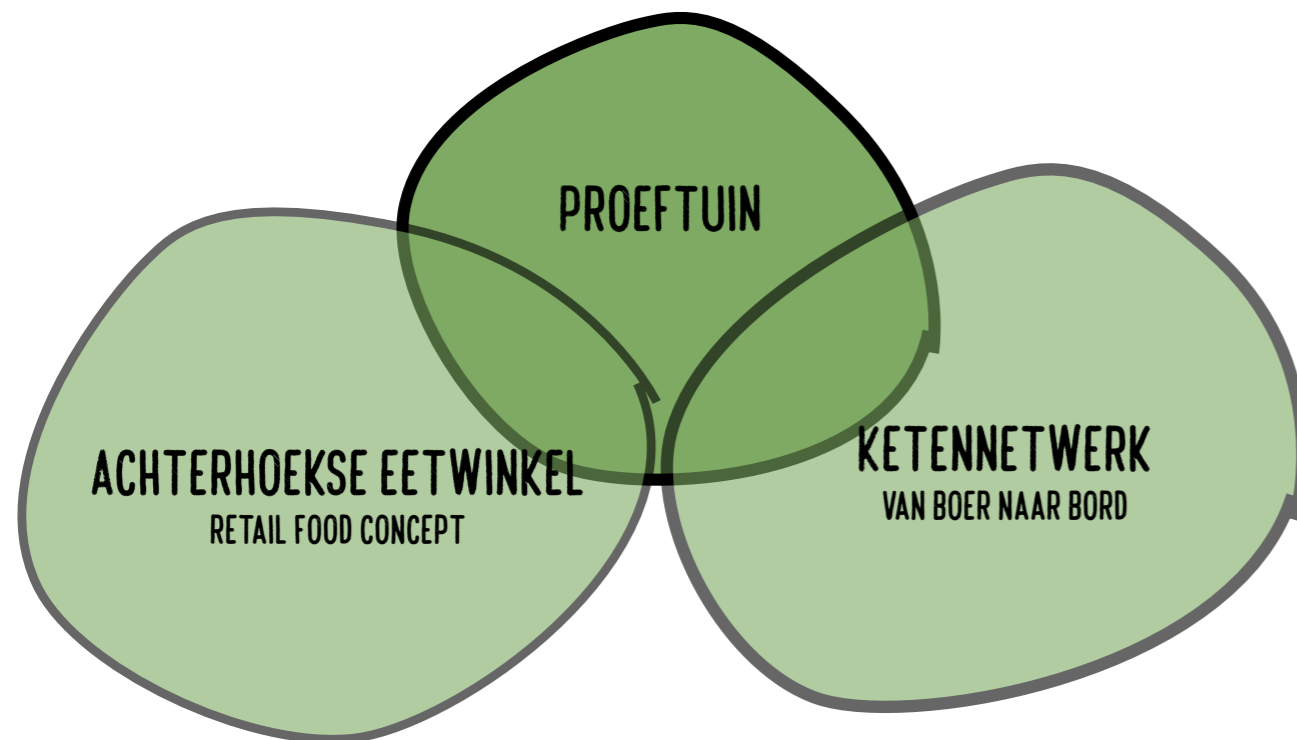 PROEFTUIN
ACHTERHOEKSE EETWINKEL
RETAIL FOOD CONCEPT
KETENNETWERK
VAN BOER NAAR BORD